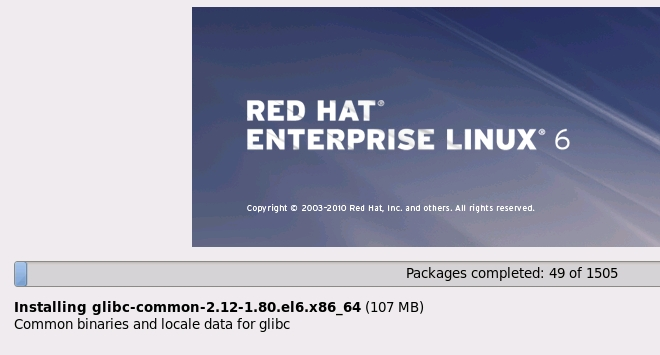 RED HAT®
ENTERPRISE LINUX® 6
Copyright © 2003-2010 Red Hat, Inc. and others. All rights reserved.
Packages completed: 49 of 1505
Installing glibc-common-2.12-1.80.el6.x86_64 (107 MB)
Common binaries and locale data for glibc